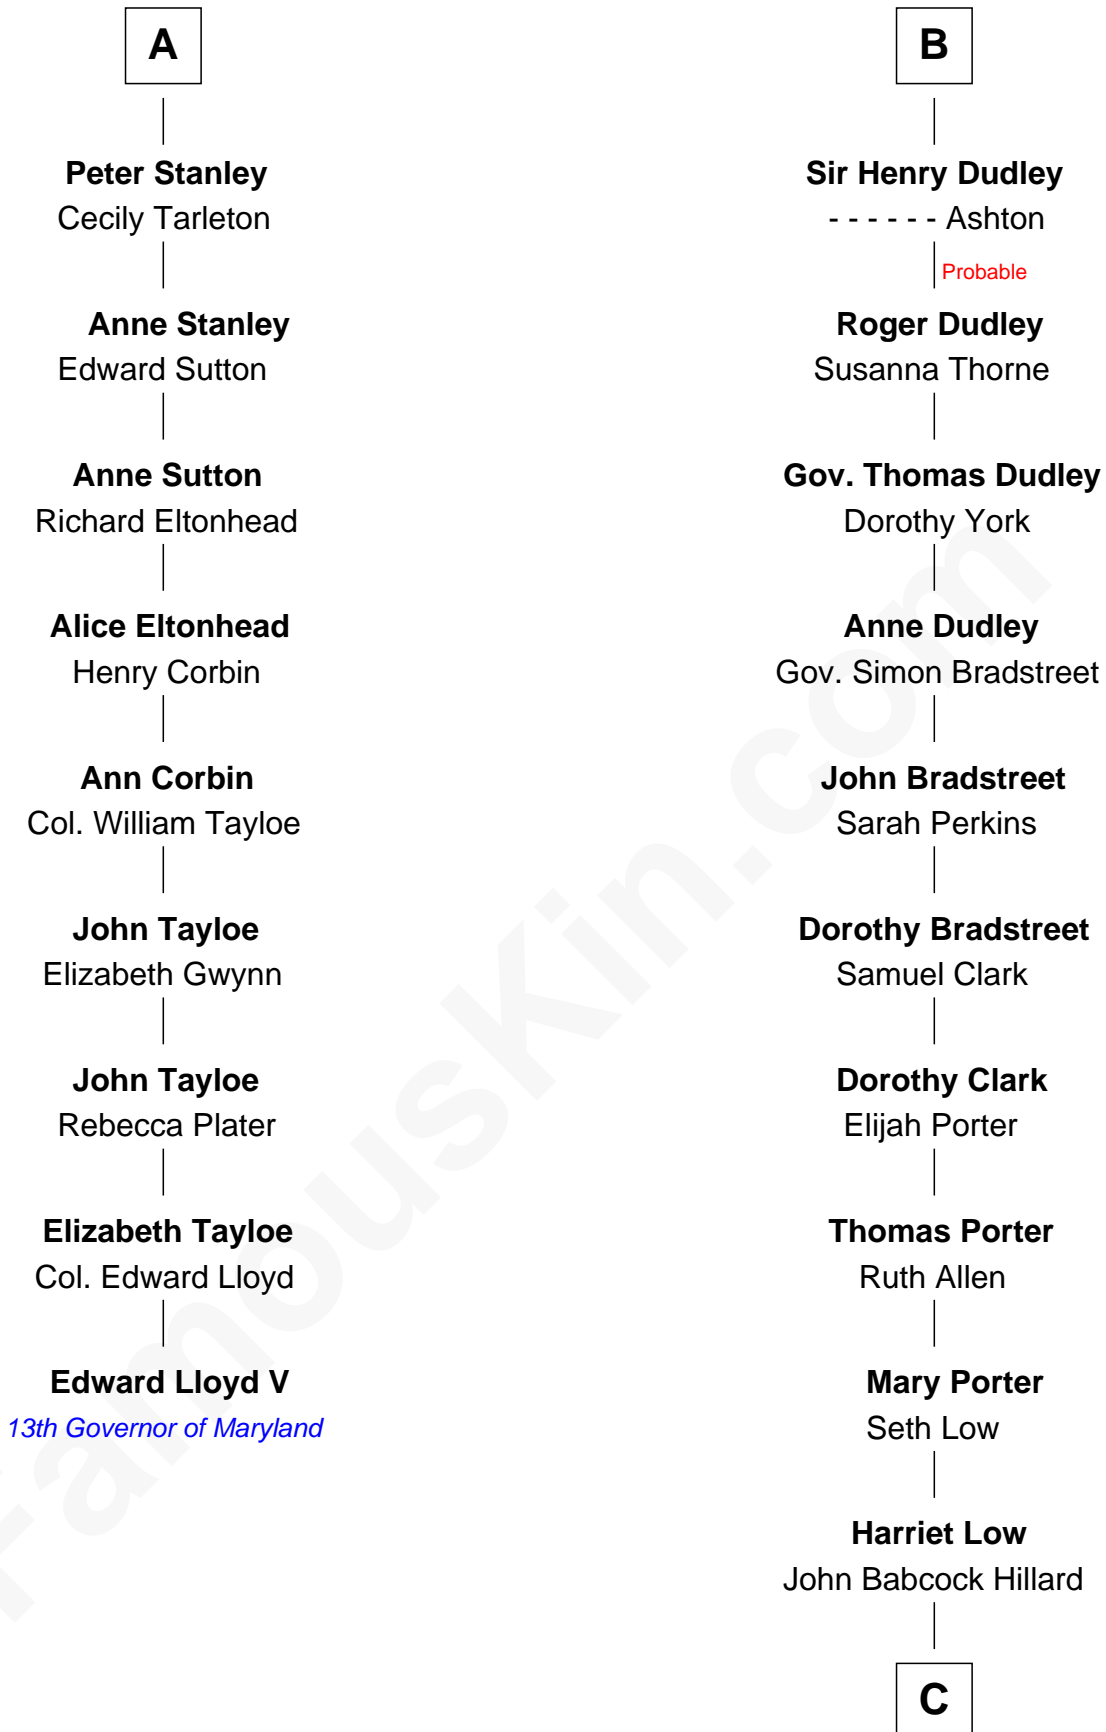 A
Peter Stanley
Cecily Tarleton
Anne Stanley
Edward Sutton
Anne Sutton
Richard Eltonhead
Alice Eltonhead
Henry Corbin
Ann Corbin
Col. William Tayloe
John Tayloe
Elizabeth Gwynn
John Tayloe
Rebecca Plater
Elizabeth Tayloe
Col. Edward Lloyd
Edward Lloyd V
13th Governor of Maryland
B
Sir Henry Dudley
- - - - - - Ashton
Probable
Roger Dudley
Susanna Thorne
Gov. Thomas Dudley
Dorothy York
Anne Dudley
Gov. Simon Bradstreet
John Bradstreet
Sarah Perkins
Dorothy Bradstreet
Samuel Clark
Dorothy Clark
Elijah Porter
Thomas Porter
Ruth Allen
Mary Porter
Seth Low
Harriet Low
John Babcock Hillard
C
FamousKin.com